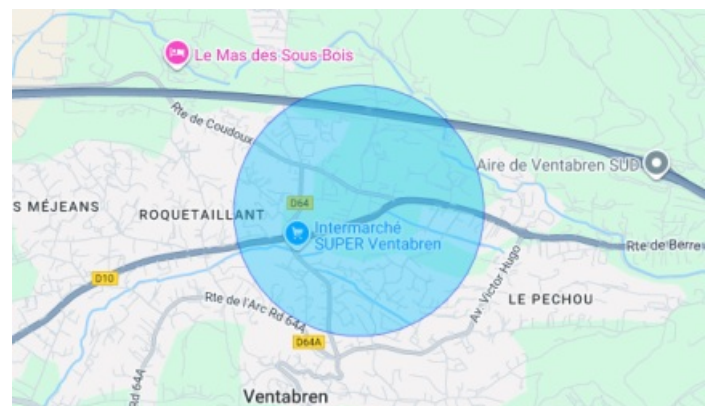 Le Mas des Sous Bois
Rte de Coudoux
Aire de Ventabren SUD
S MÉJEANS
ROQUETAILLANT
D64
Intermarché
SUPER Ventabren
Rte de Berre
D10
Av. Victor Hugo
LE PECHOU
Rte de l'Arc Rd 64A
D64A
Rd 64A
Ventabren